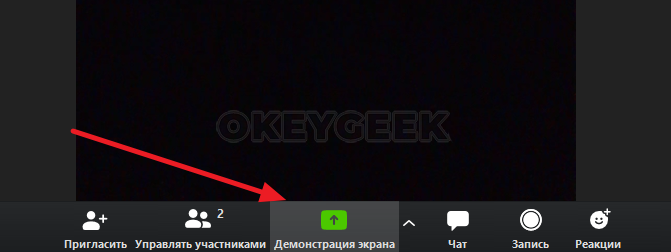 OKEYGEEK
2
Пригласить Управлять участниками Демонстрация экрана Чат Запись Реакции